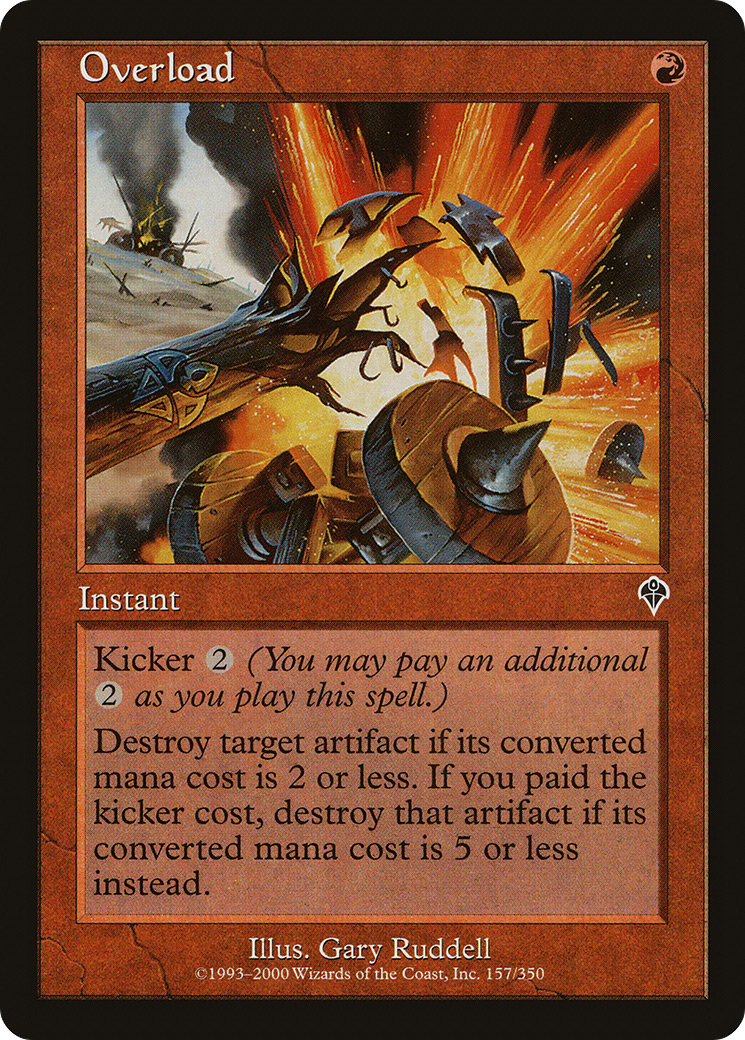 Overload
Instant
Kicker 2 (You may pay an additional
2 as you play this spell.)
Destroy target artifact if its converted
mana cost is 2 or less. If you paid the
kicker cost, destroy that artifact if its
converted mana cost is 5 or less
instead.
Illus. Gary Ruddell
©1993–2000 Wizards of the Coast, Inc. 157/350